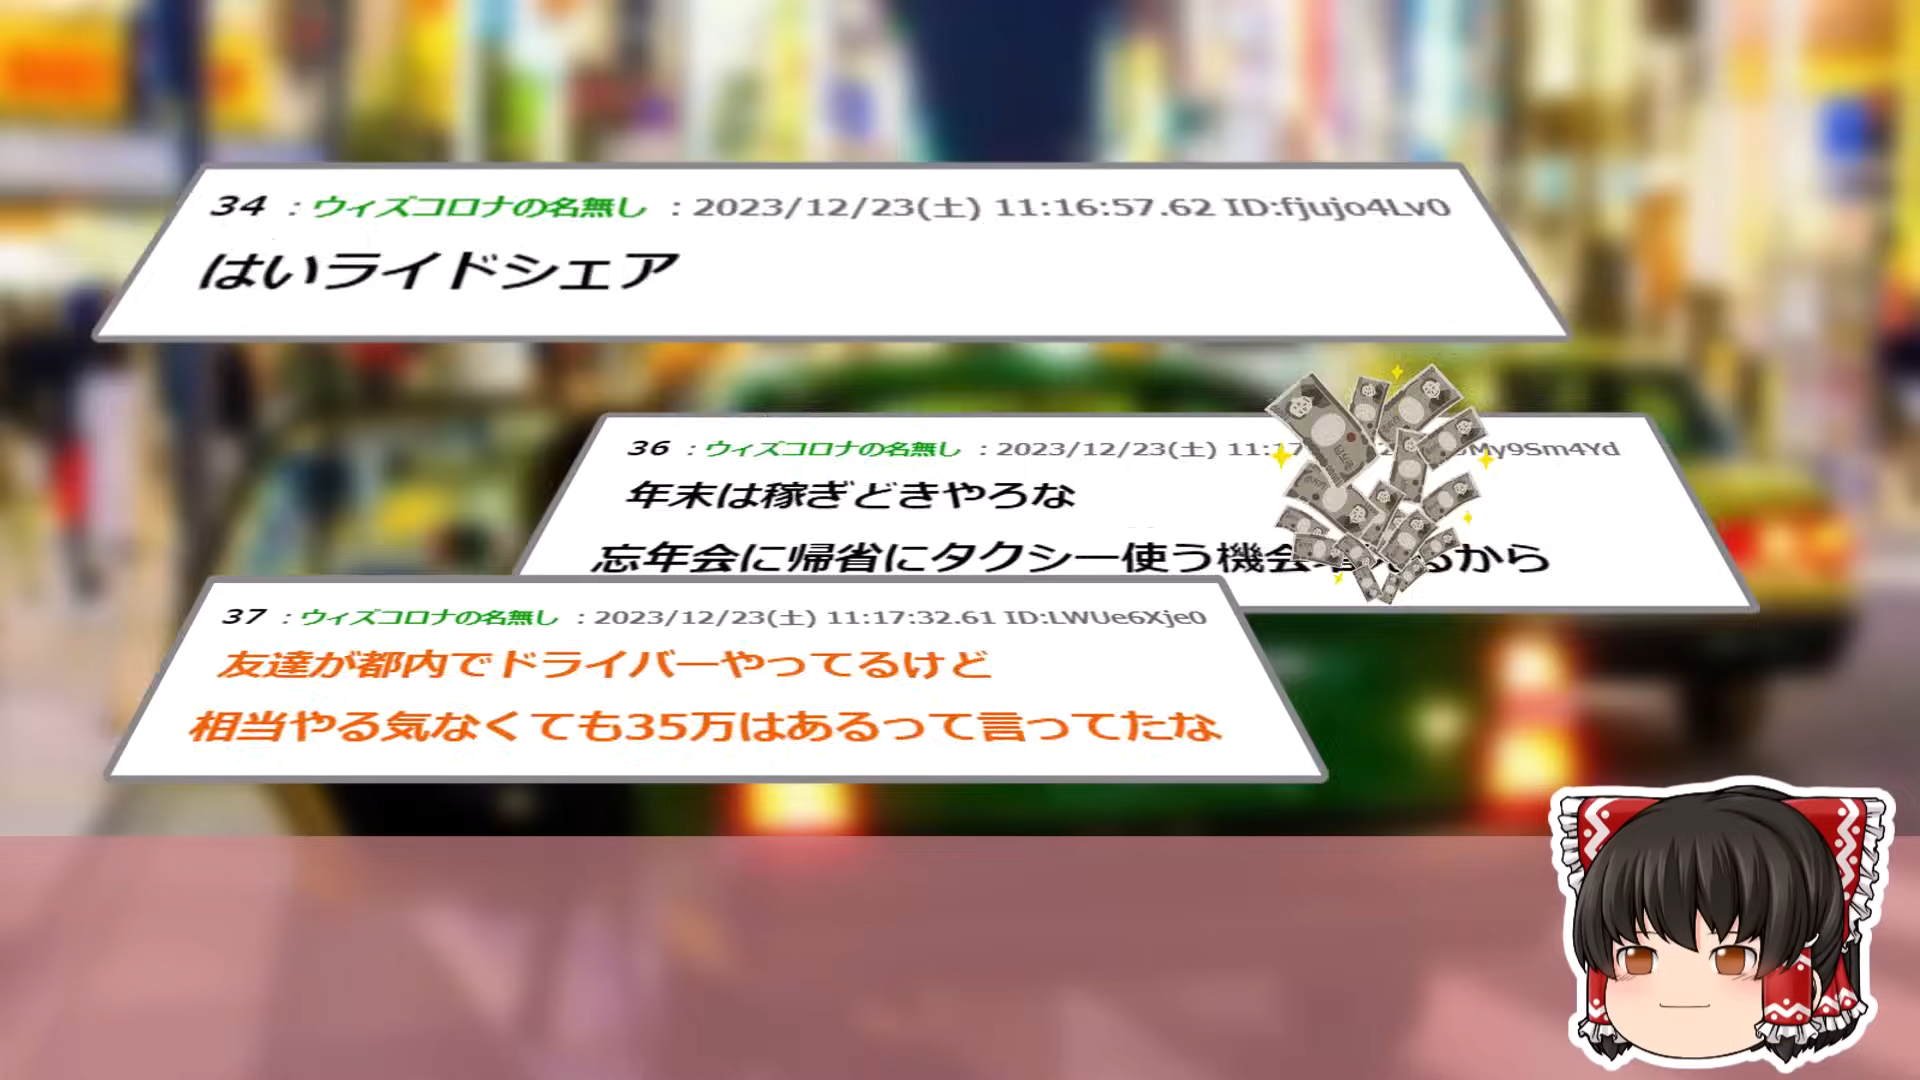 34 ：ウィズコロナの名無し ：2023/12/23(土) 11:16:57.62 ID:fjujo4Lv0
はいライドシェア
36 ：ウィズコロナの名無し ：2023/12/23(土) 11:17 My9Sm4Yd
年末は稼ぎどきやろな
忘年会に帰省にタクシー使う機会 るから
37 ：ウィズコロナの名無し ：2023/12/23(土) 11:17:32.61 ID:LWUe6Xje0
友達が都内でドライバーやってるけど
相当やる気なくても35万はあるって言ってたな